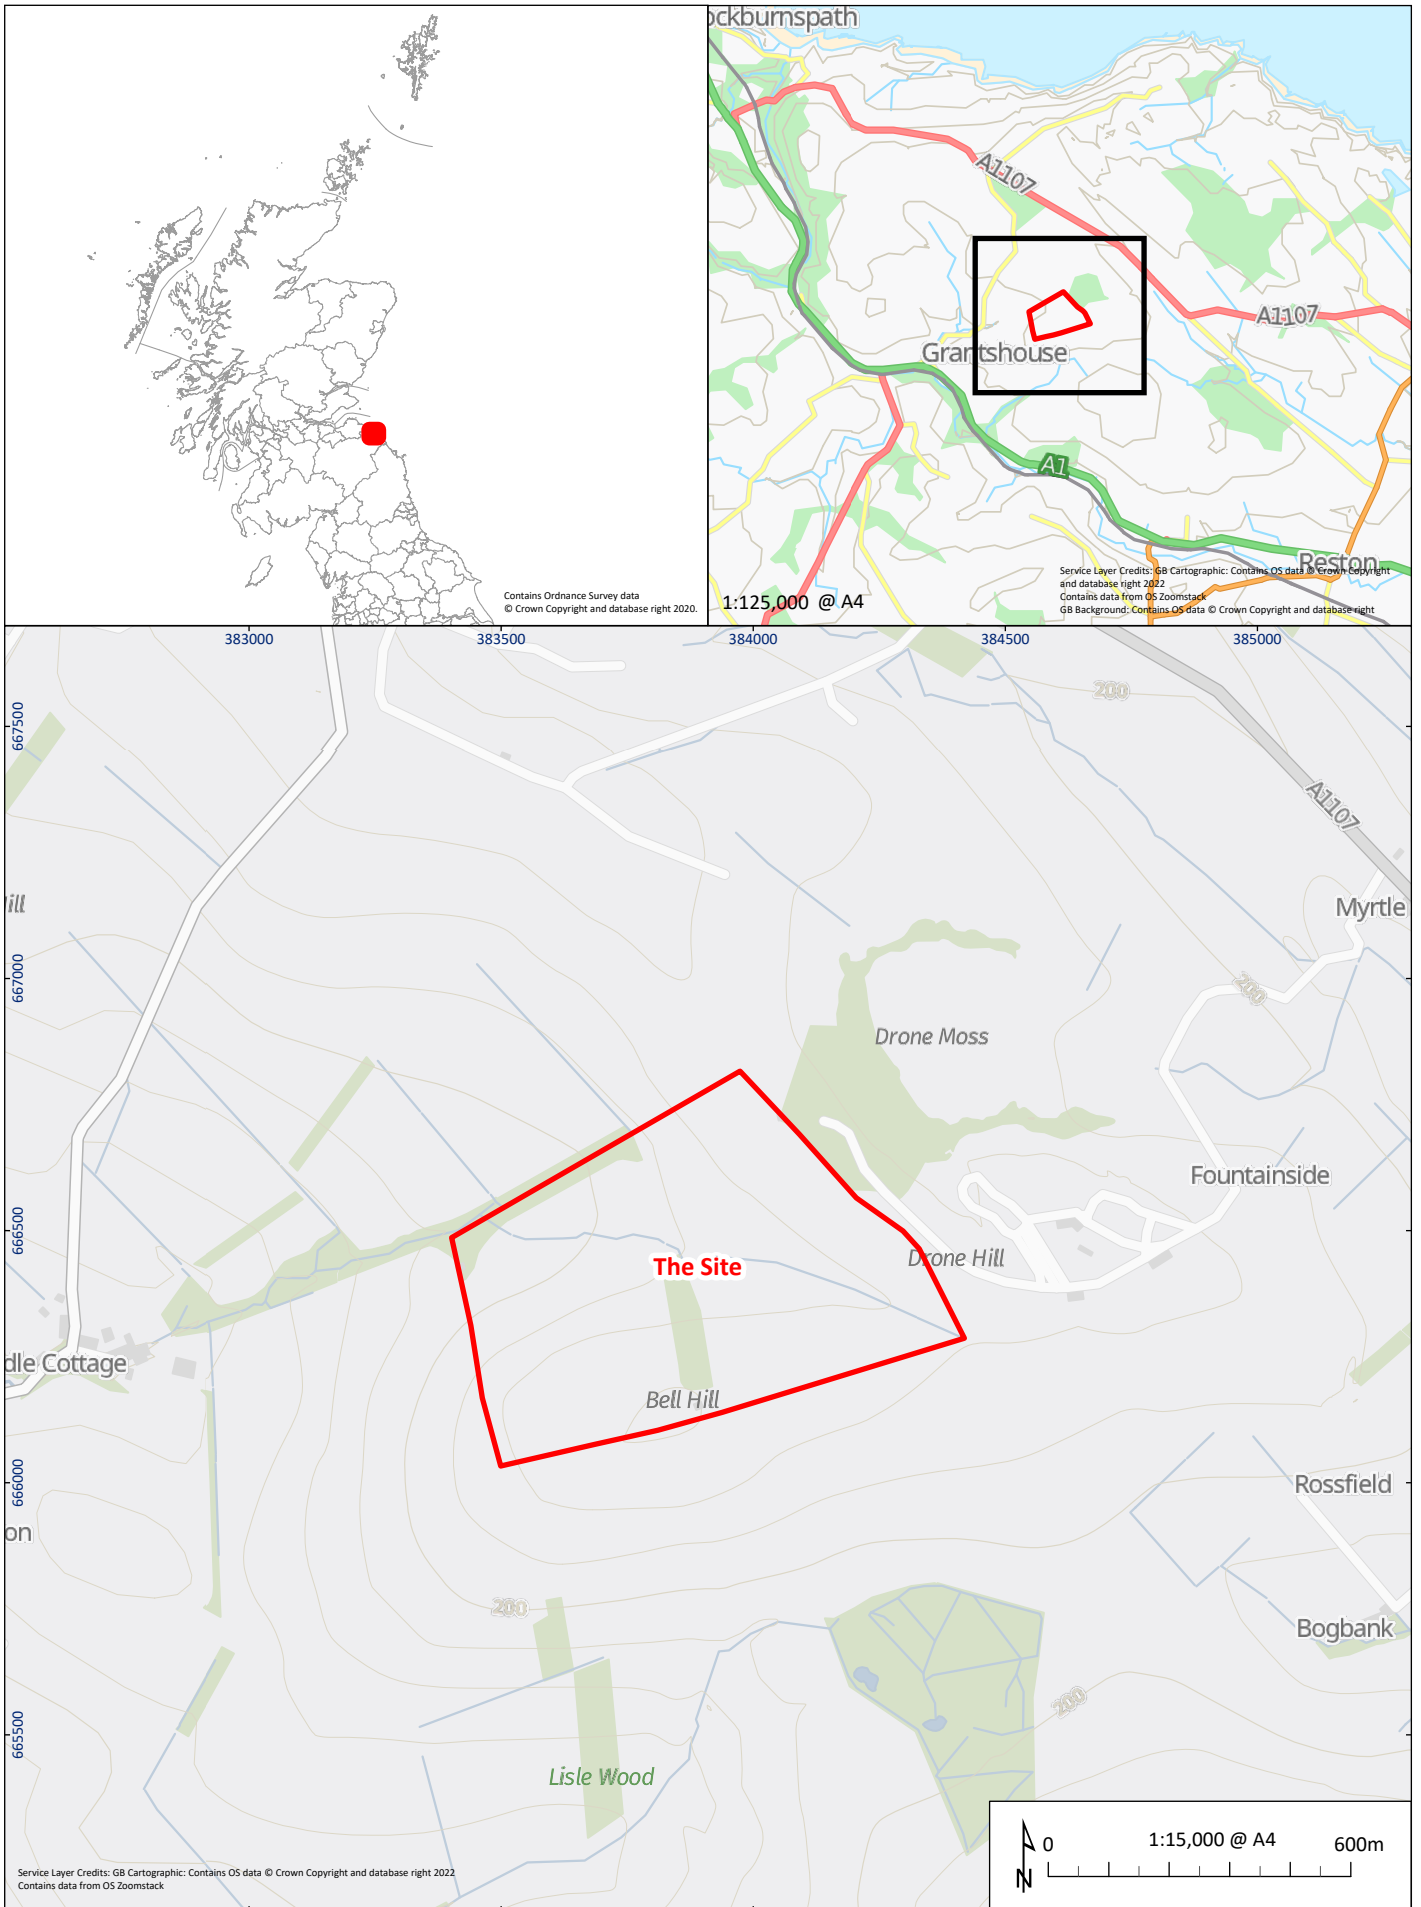 ockburnspath
A1107
A1107
Grantshouse
A1
Reston
Contains Ordnance Survey data
© Crown Copyright and database right 2020.
1:125,000 @ A4
Service Layer Credits: GB Cartographic: Contains OS data © Crown Copyright
and database right 2022
Contains data from OS Zoomstack
GB Background: Contains OS data © Crown Copyright and database right
383000
383500
384000
384500
385000
200
667500
A1107
ill
Myrtle
667000
200
Drone Moss
Fountainside
666500
The Site
Drone Hill
dle Cottage
Bell Hill
666000
Rossfield
on
200
Bogbank
200
665500
Lisle Wood
N
0
1:15,000 @ A4
600m
Service Layer Credits: GB Cartographic: Contains OS data © Crown Copyright and database right 2022
Contains data from OS Zoomstack